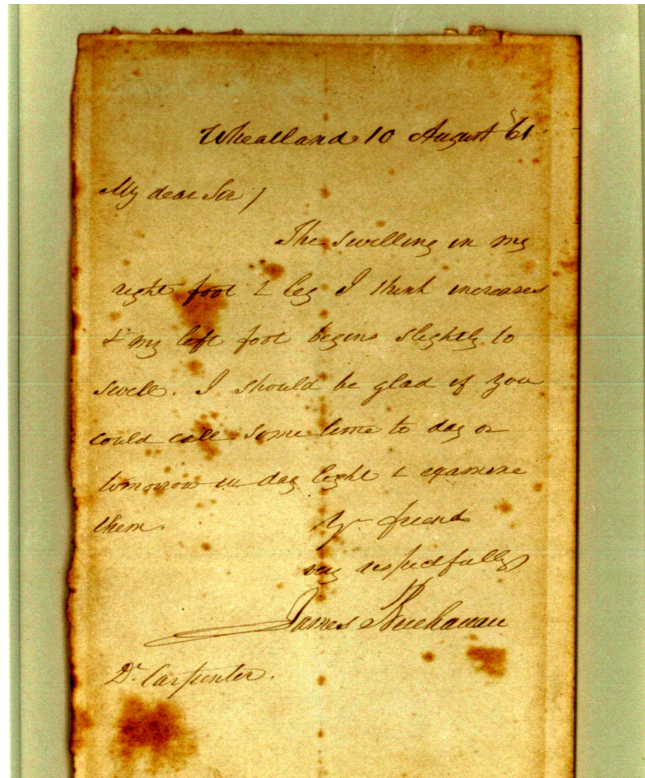 Wheatland 10 August '61
My dear Sir/
The swelling in my
right foot & leg I think increases
& my left foot begins slightly to
swell. I should be glad if you
could call some time to day or
tomorrow in day light & examine
them. Yr friend
very respectfully
James Buchanan
Dr. Carpenter.